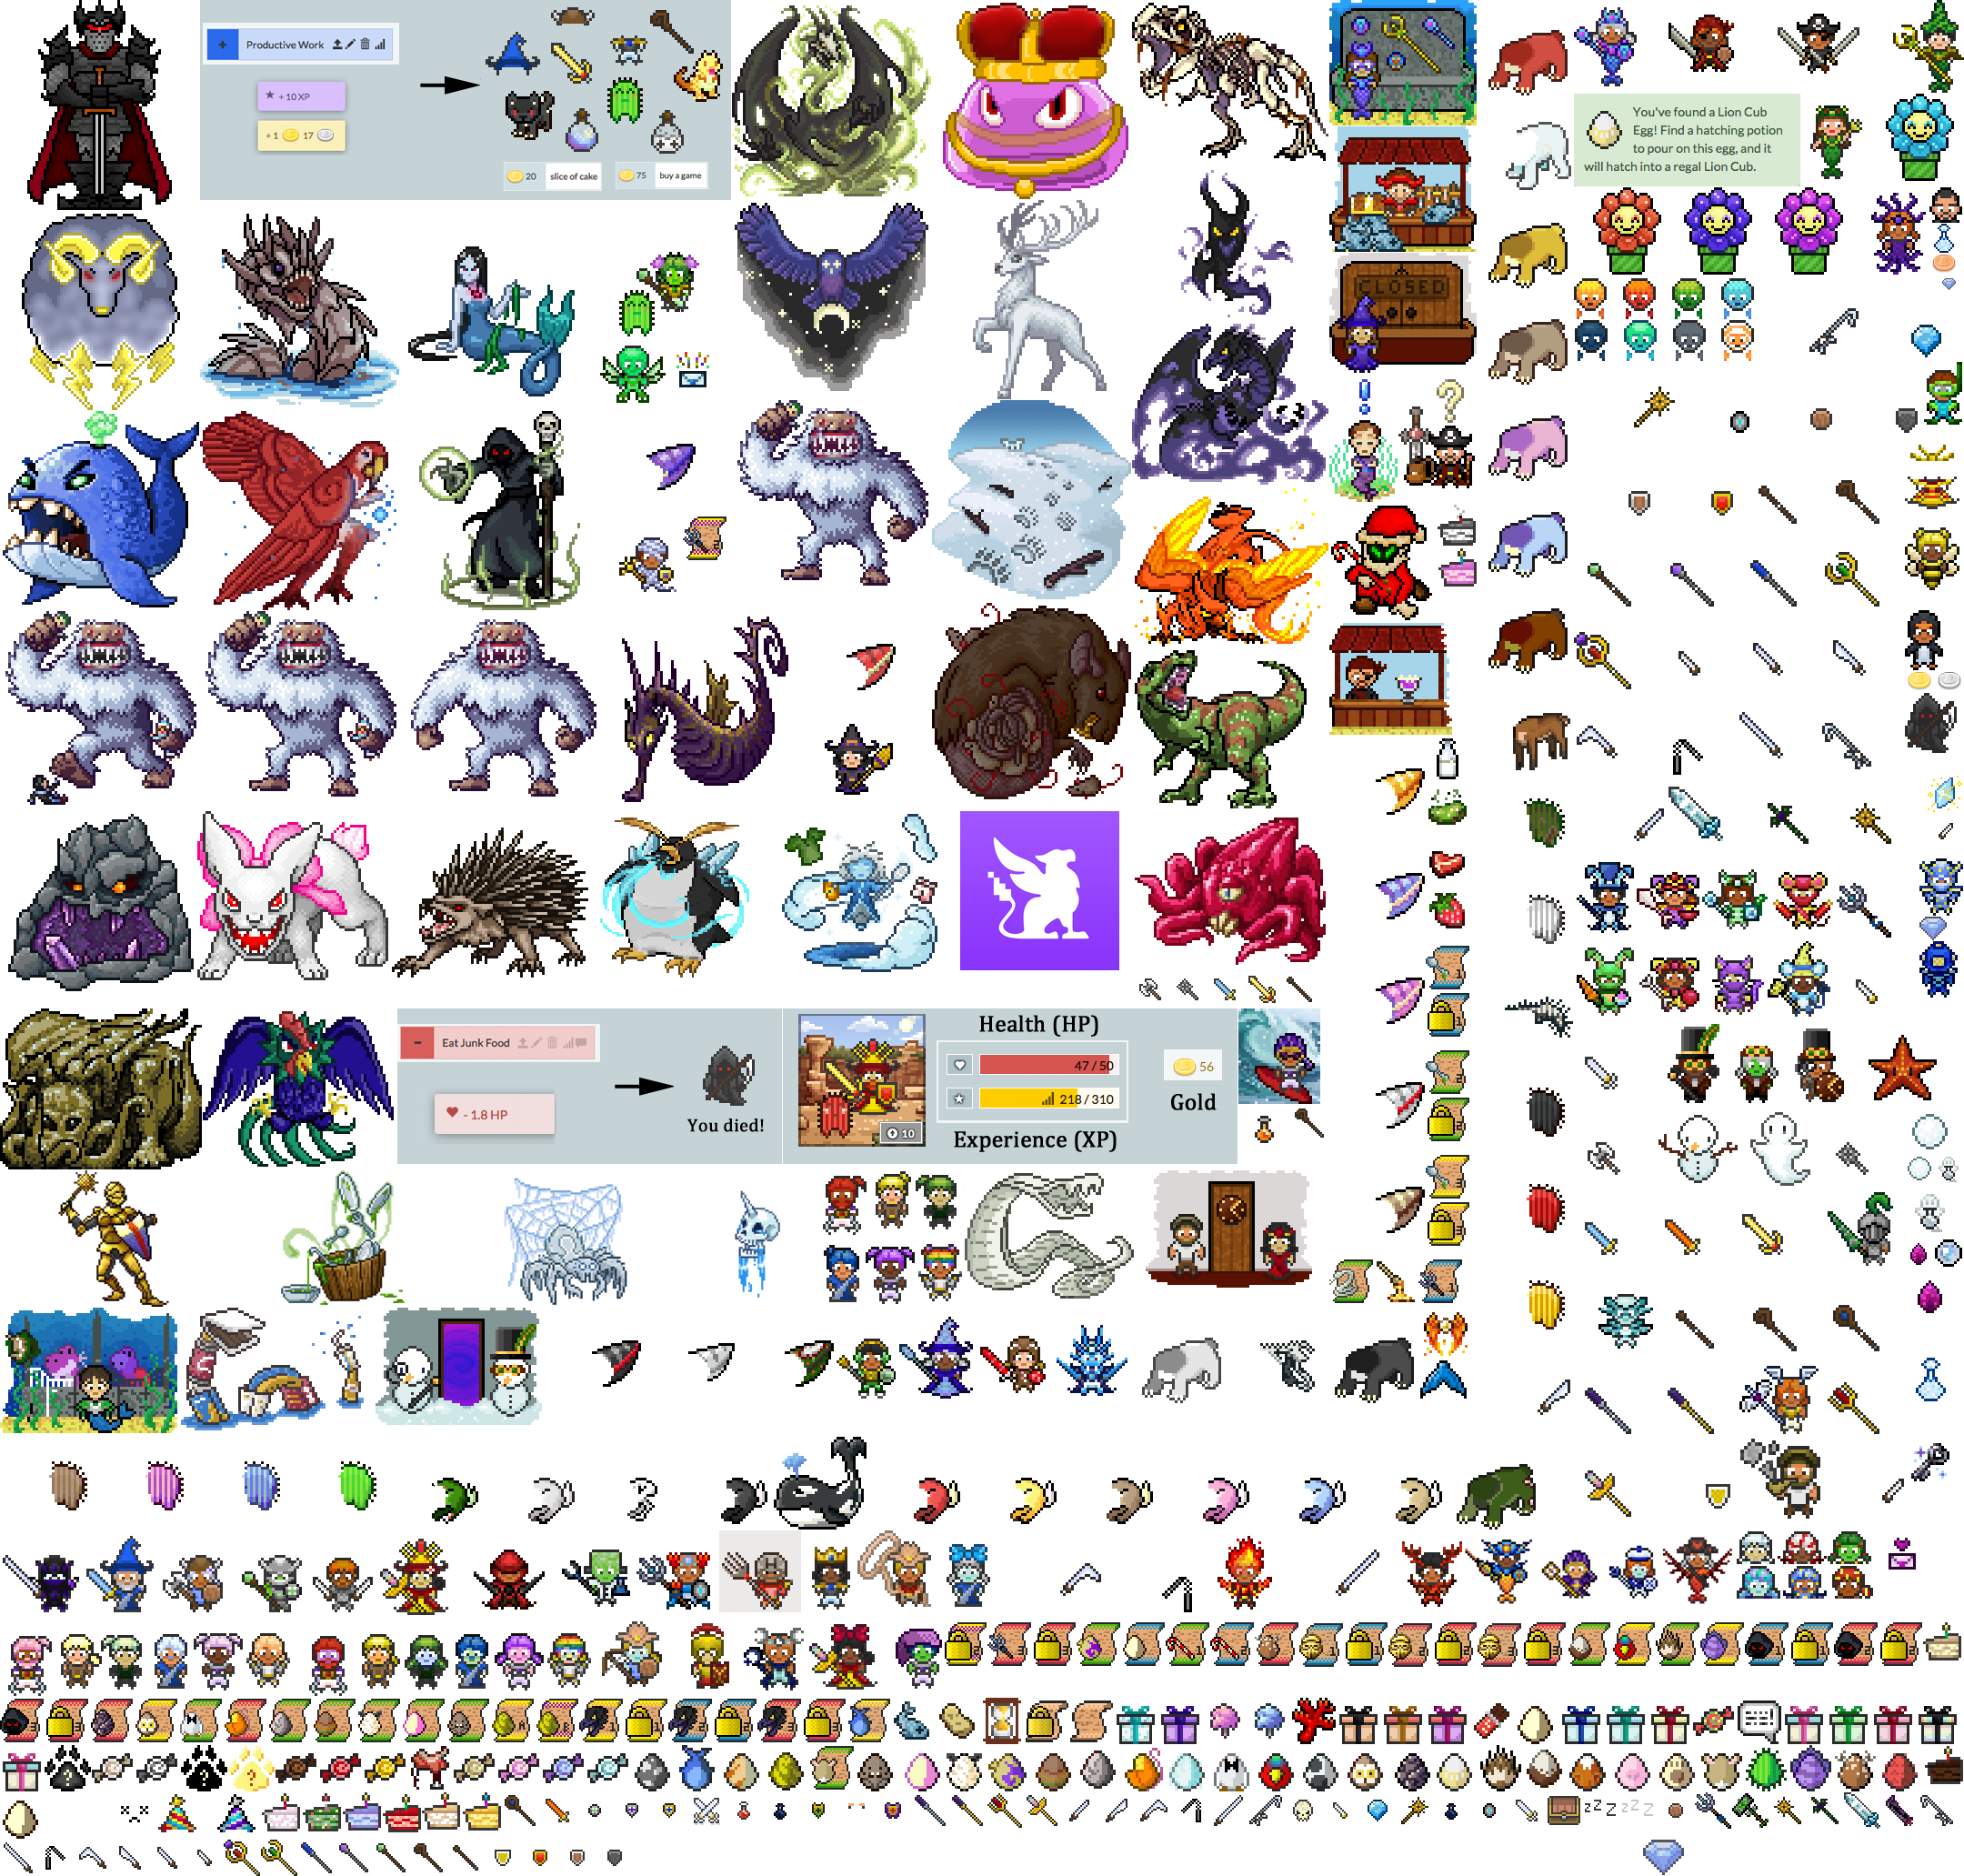 Productive Work
+ 10 XP
+ 1 17
20 slice of cake
75 buy a game
You've found a Lion Cub
Egg! Find a hatching potion
to pour on this egg, and it
will hatch into a regal Lion Cub.
CLOSED
Eat Junk Food
- 1.8 HP
You died!
Health (HP)
47 / 50
218 / 310
Experience (XP)
10
56
Gold